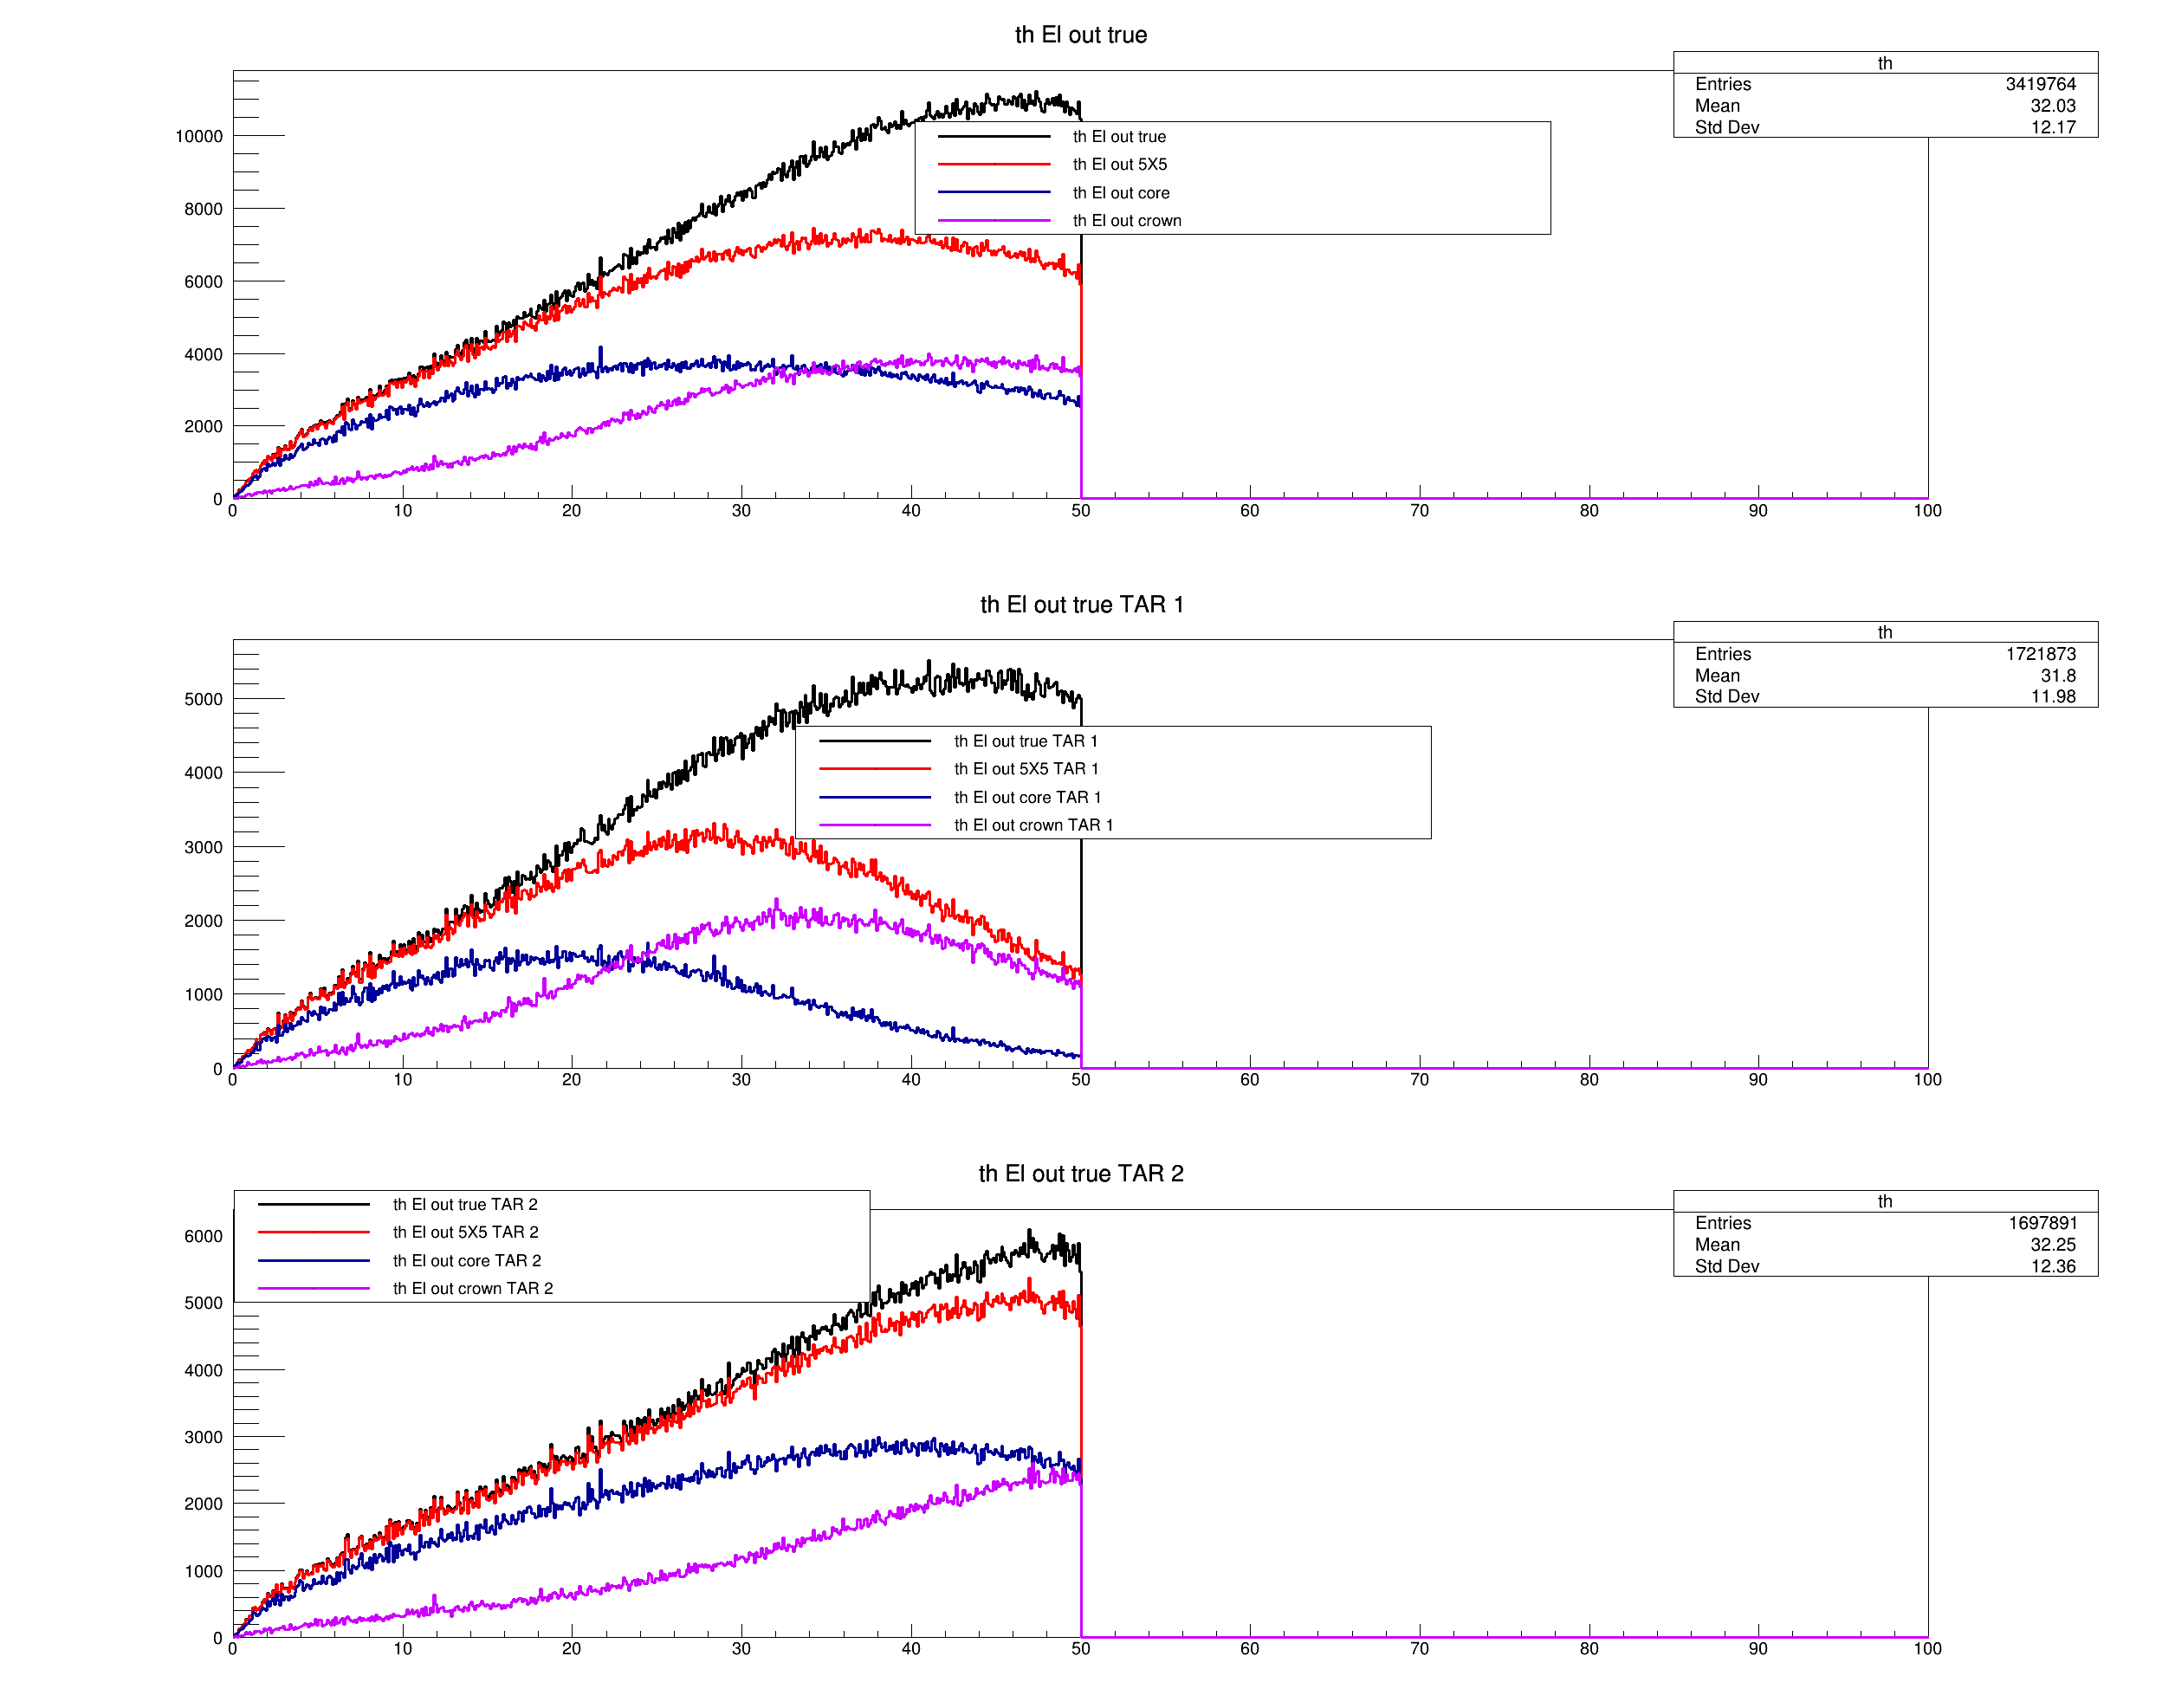 th El out true
th
Entries 3419764
Mean 32.03
Std Dev 12.17
th El out true
th El out 5X5
th El out core
th El out crown
10000
8000
6000
4000
2000
0
0 10 20 30 40 50 60 70 80 90 100
th El out true TAR 1
th
Entries 1721873
Mean 31.8
Std Dev 11.98
th El out true TAR 1
th El out 5X5 TAR 1
th El out core TAR 1
th El out crown TAR 1
5000
4000
3000
2000
1000
0
0 10 20 30 40 50 60 70 80 90 100
th El out true TAR 2
th
Entries 1697891
Mean 32.25
Std Dev 12.36
th El out true TAR 2
th El out 5X5 TAR 2
th El out core TAR 2
th El out crown TAR 2
6000
5000
4000
3000
2000
1000
0
0 10 20 30 40 50 60 70 80 90 100